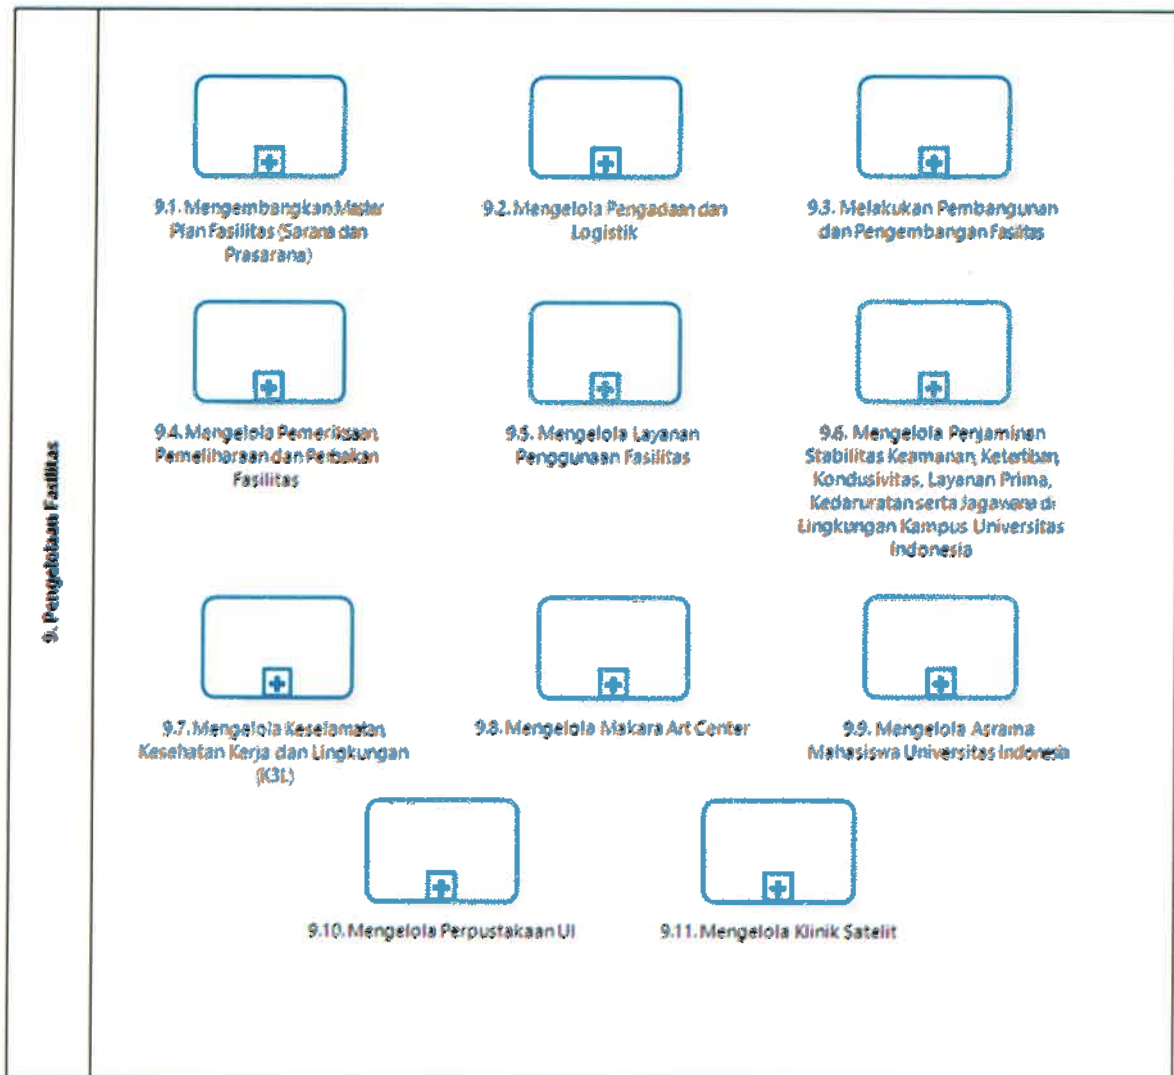 9. Pengelolaan Fasilitas
9.1. Mengembangkan Master
Plan Fasilitas (Sarana dan
Prasarana)
9.2. Mengelola Pengadaan dan
Logistik
9.3. Melakukan Pembangunan
dan Pengembangan Fasilitas
9.4. Mengelola Pemeriksaan,
Pemeliharaan dan Perbaikan
Fasilitas
9.5. Mengelola Layanan
Penggunaan Fasilitas
9.6. Mengelola Penjaminan
Stabilitas Keamanan, Ketertiban,
Kondusivitas, Layanan Prima,
Kedaruratan serta Jagawana di
Lingkungan Kampus Universitas
Indonesia
9.7. Mengelola Keselamatan,
Kesehatan Kerja dan Lingkungan
(K3L)
9.8. Mengelola Makara Art Center
9.9. Mengelola Asrama
Mahasiswa Universitas Indonesia
9.10. Mengelola Perpustakaan UI
9.11. Mengelola Klinik Satelit